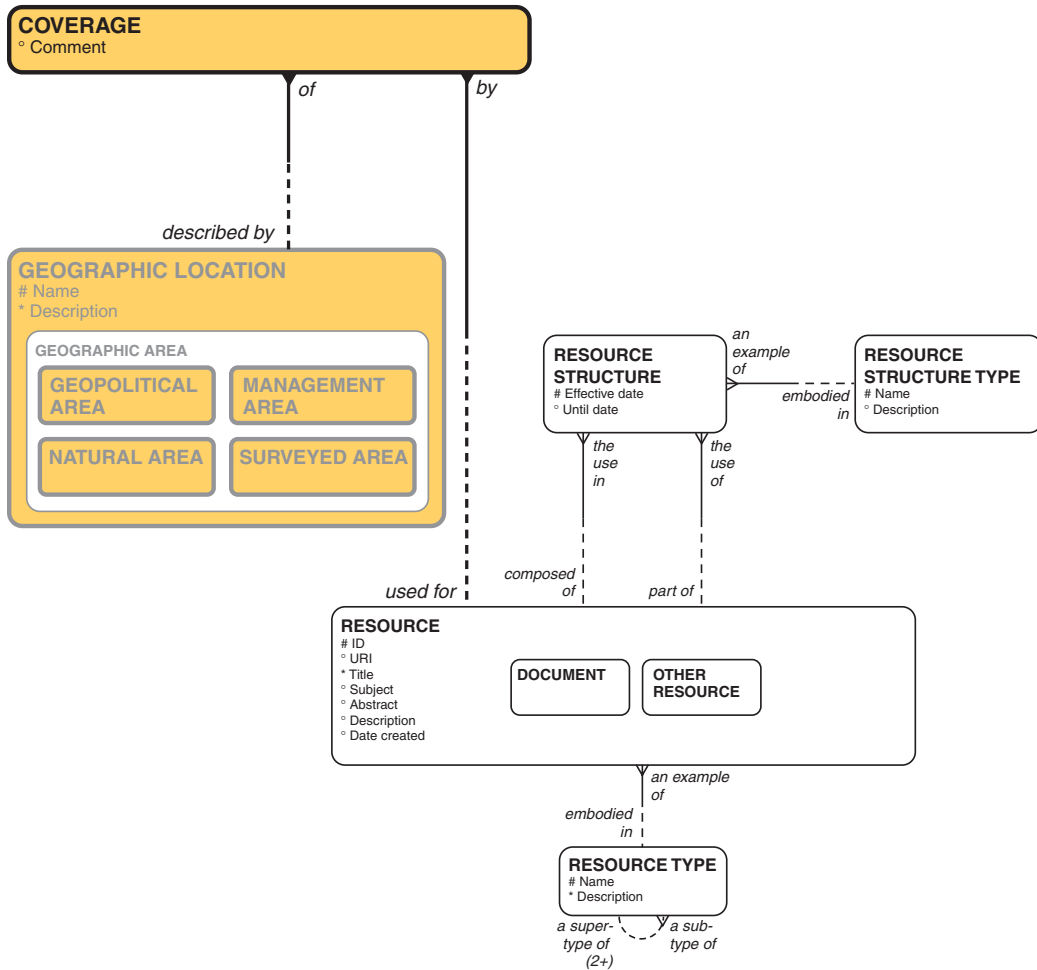 COVERAGE
° Comment
of
by
described by
GEOGRAPHIC LOCATION
# Name
* Description
GEOGRAPHIC AREA
GEOPOLITICAL
AREA
MANAGEMENT
AREA
NATURAL AREA
SURVEYED AREA
RESOURCE
STRUCTURE
# Effective date
° Until date
an
example
of
embodied
in
RESOURCE
STRUCTURE TYPE
# Name
° Description
the
use
in
the
use
of
composed
of
part of
used for
RESOURCE
# ID
° URI
* Title
° Subject
° Abstract
° Description
° Date created
DOCUMENT
OTHER
RESOURCE
an example
of
embodied
in
RESOURCE TYPE
# Name
* Description
a super-
type of
(2+)
a sub-
type of